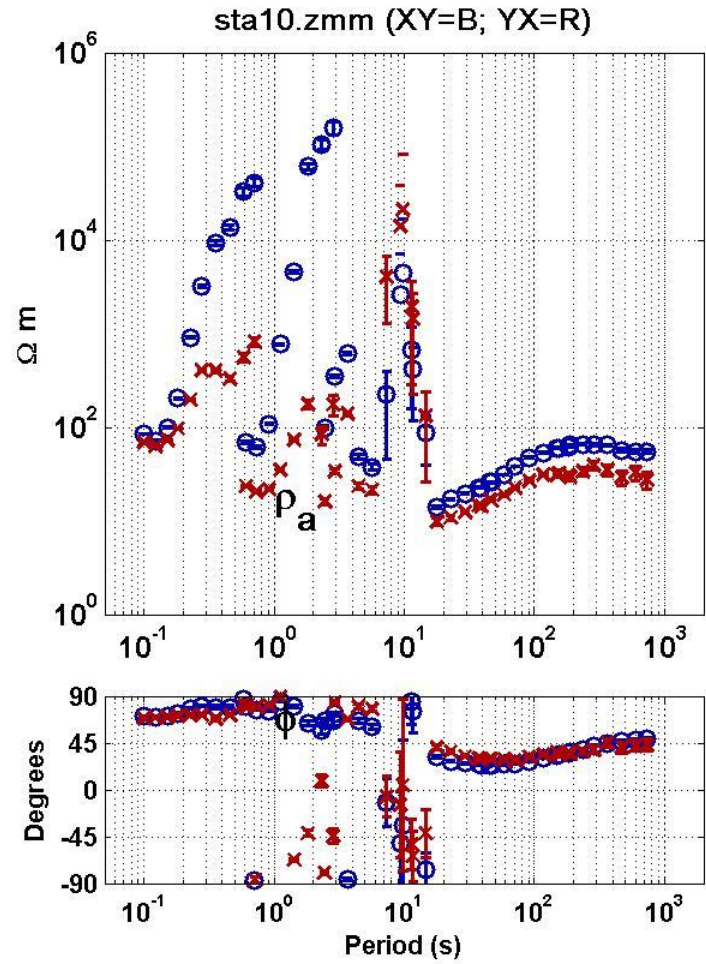 sta10.zmm (XY=B; YX=R)
10^6
10^4
10^2
10^0
Ω m
ρa
10^-1 10^0 10^1 10^2 10^3
90
45
0
-45
-90
Degrees
φ
10^-1 10^0 10^1 10^2 10^3
Period (s)